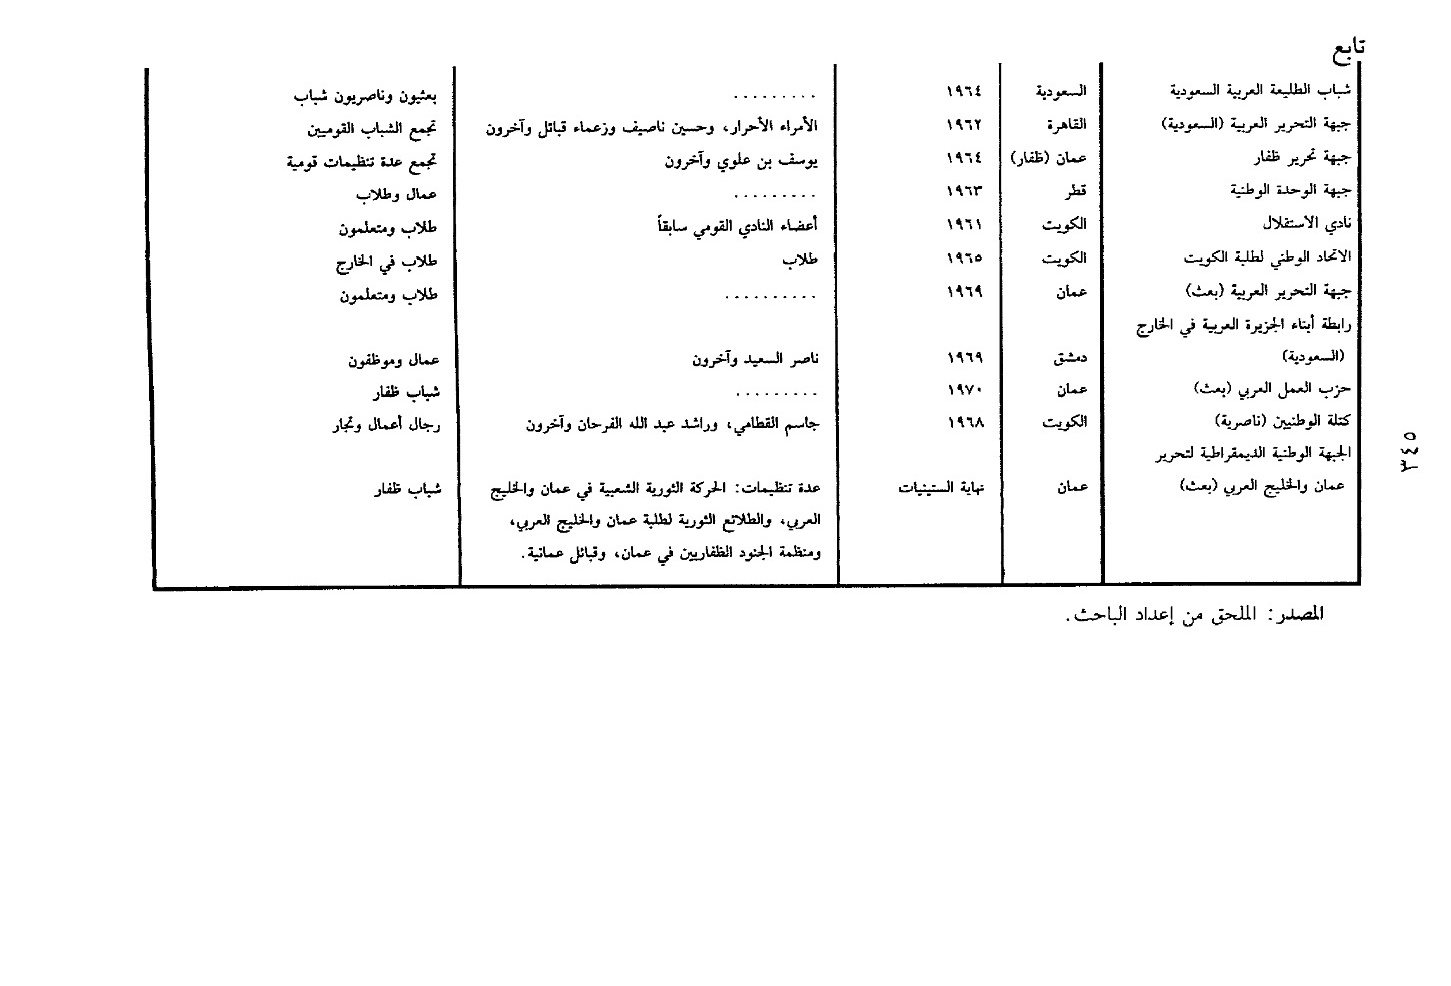 تابع
شباب الطليعة العربية السعودية السعودية ١٩٦٤ ......... بعثيون وناصريون شباب
جبهة التحرير العربية (السعودية) القاهرة ١٩٦٢ الأمراء الأحرار، وحسين ناصيف وزعماء قبائل وآخرون تجمع الشباب القوميين
جبهة تحرير ظفار عمان (ظفار) ١٩٦٤ يوسف بن علوي وآخرون تجمع عدة تنظيمات قومية
جبهة الوحدة الوطنية قطر ١٩٦٣ ......... عمال وطلاب
نادي الاستقلال الكويت ١٩٦١ أعضاء النادي القومي سابقاً طلاب ومتعلمون
الاتحاد الوطني لطلبة الكويت الكويت ١٩٦٥ طلاب طلاب في الخارج
جبهة التحرير العربية (بعث) عمان ١٩٦٩ .......... طلاب ومتعلمون
رابطة أبناء الجزيرة العربية في الخارج
(السعودية) دمشق ١٩٦٩ ناصر السعيد وآخرون عمال وموظفون
حزب العمل العربي (بعث) عمان ١٩٧٠ ......... شباب ظفار
كتلة الوطنيين (ناصرية) الكويت ١٩٦٨ جاسم القطامي، وراشد عبد الله الفرحان وآخرون رجال أعمال وتجار
الجبهة الوطنية الديمقراطية لتحرير
عمان والخليج العربي (بعث) عمان نهاية الستينيات عدة تنظيمات: الحركة الثورية الشعبية في عمان والخليج شباب ظفار
العربي، والطلائع الثورية لطلبة عمان والخليج العربي،
ومنظمة الجنود الظفاريين في عمان، وقبائل عمانية.
المصدر: الملحق من إعداد الباحث.
٣٤٥